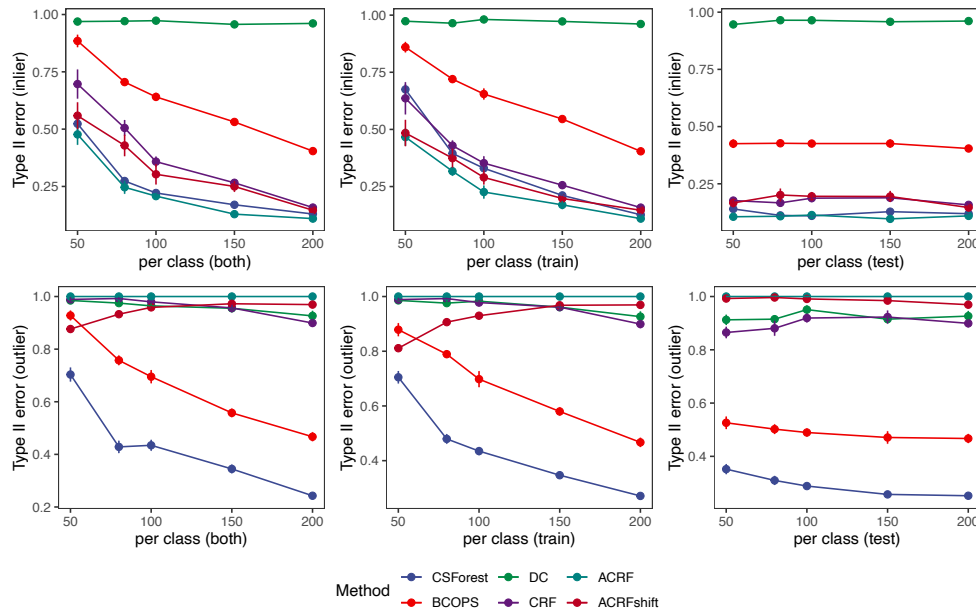 1.00
0.75
0.50
0.25
Type II error (inlier)
50 100 150 200
per class (both)
1.00
0.75
0.50
0.25
Type II error (inlier)
50 100 150 200
per class (train)
1.00
0.75
0.50
0.25
Type II error (inlier)
50 100 150 200
per class (test)
1.0
0.8
0.6
0.4
0.2
Type II error (outlier)
50 100 150 200
per class (both)
1.0
0.8
0.6
0.4
Type II error (outlier)
50 100 150 200
per class (train)
1.0
0.8
0.6
0.4
Type II error (outlier)
50 100 150 200
per class (test)
Method
CSForest DC ACRF
BCOPS CRF ACRFshift